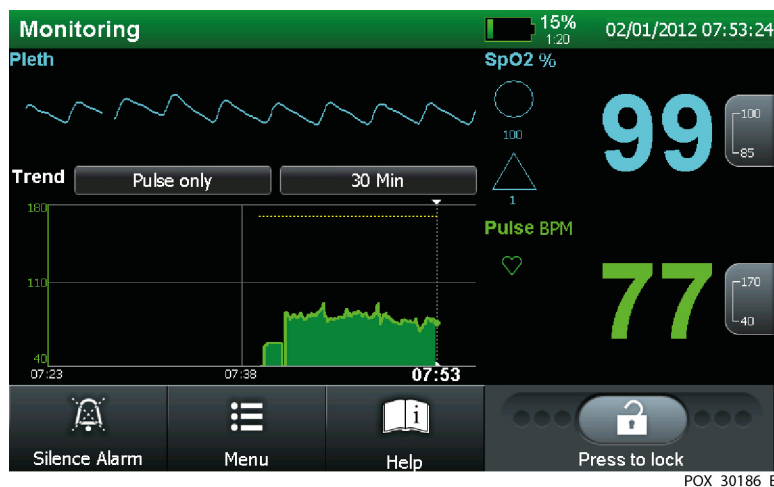 Monitoring
15%
1:20
02/01/2012 07:53:24
Pleth
SpO2 %
100
99
100
85
1
Trend
Pulse only
30 Min
180
110
40
07:23
07:38
07:53
Pulse BPM
77
170
40
Silence Alarm
Menu
i
Help
Press to lock
POX 30186 B